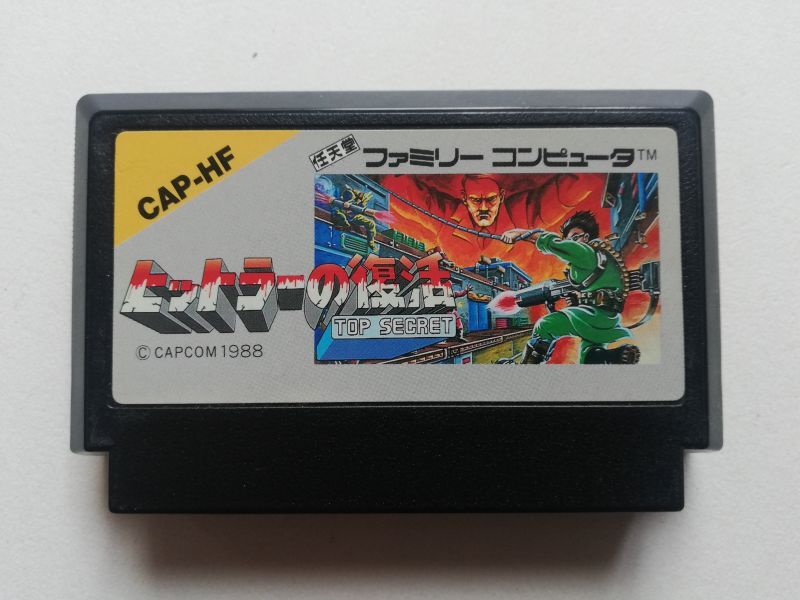 CAP-HF
任天堂 ファミリー コンピュータ™
ヒットラーの復活
TOP SECRET
© CAPCOM 1988